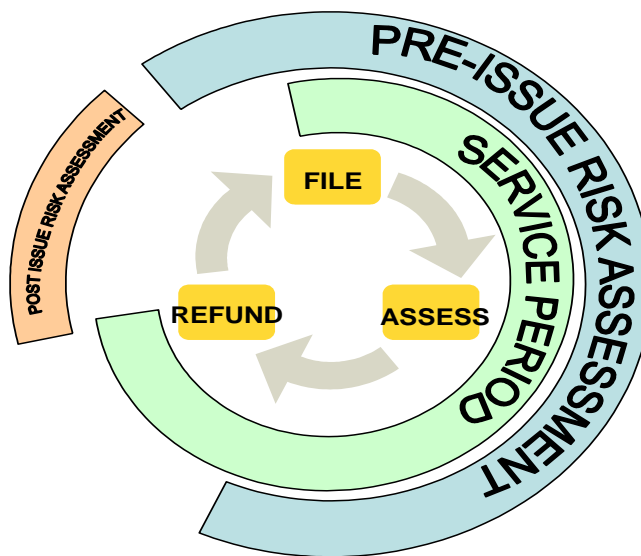 PRE-ISSUE RISK ASSESSMENT
SERVICE PERIOD
POST ISSUE RISK ASSESSMENT
FILE
REFUND
ASSESS